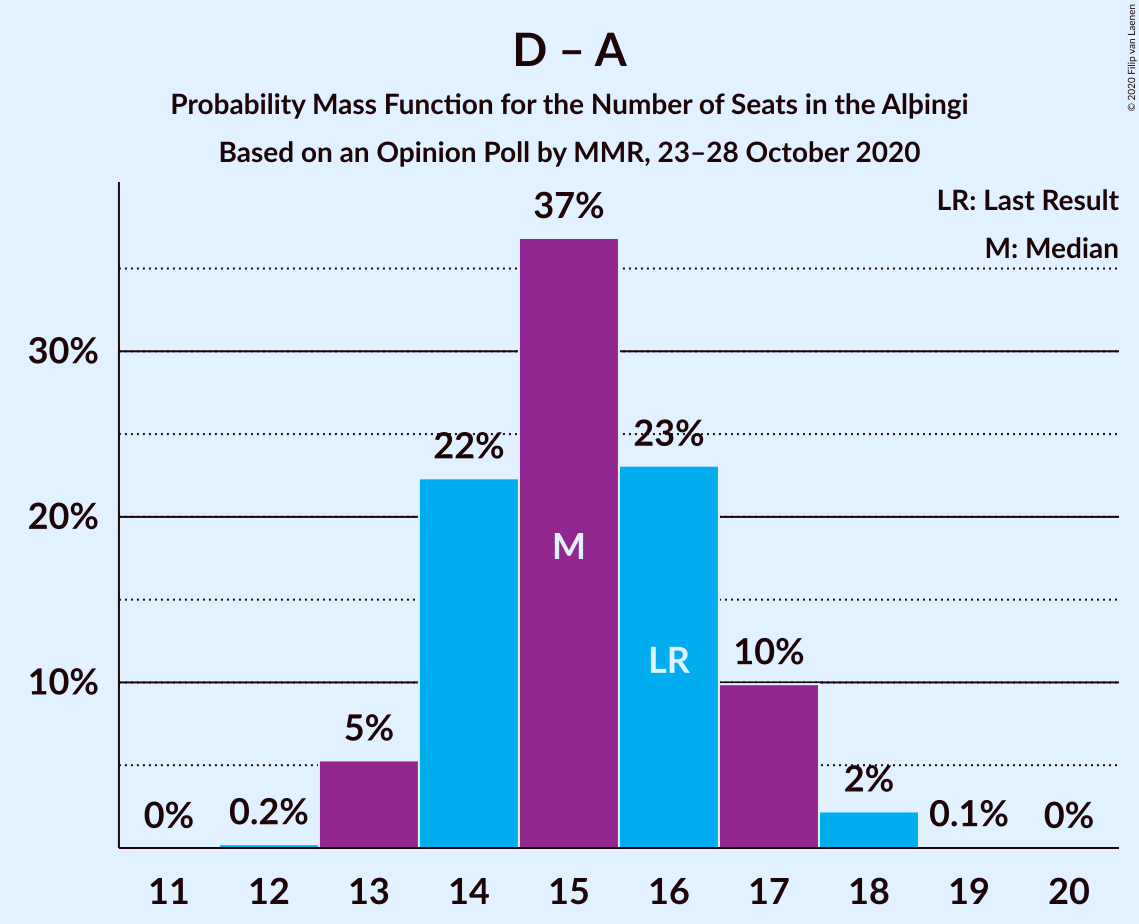 D – A
Probability Mass Function for the Number of Seats in the Alþingi
Based on an Opinion Poll by MMR, 23–28 October 2020
© 2020 Filip van Laenen
LR: Last Result
M: Median
37%
30%
23%
22%
20%
M
LR
10%
10%
5%
2%
0%
0.2%
0.1%
0%
11
12
13
14
15
16
17
18
19
20